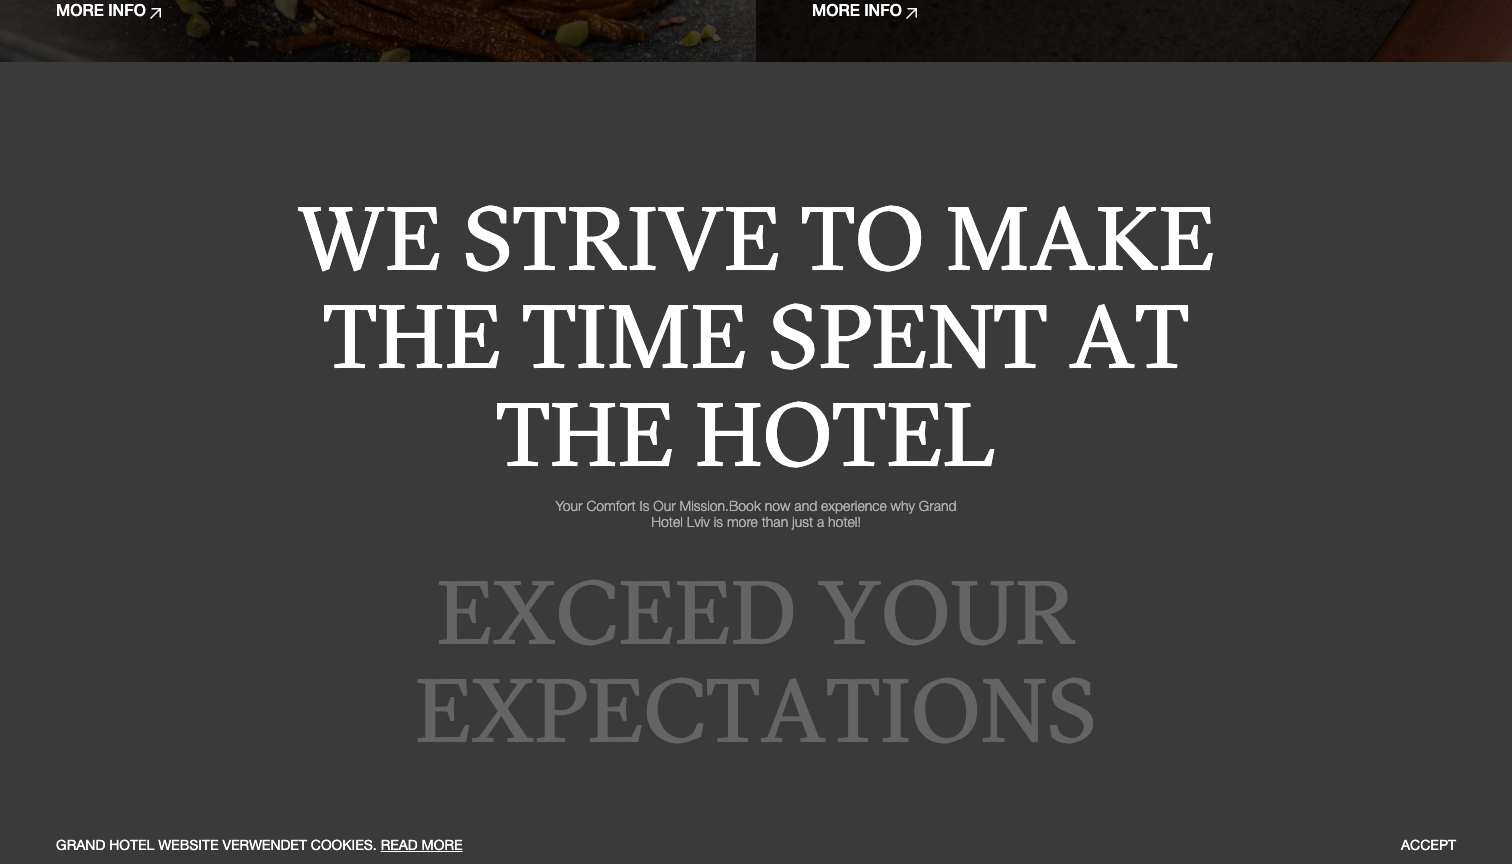 MORE INFO
MORE INFO
WE STRIVE TO MAKE
THE TIME SPENT AT
THE HOTEL
Your Comfort Is Our Mission.Book now and experience why Grand
Hotel Lviv is more than just a hotel!
EXCEED YOUR
EXPECTATIONS
GRAND HOTEL WEBSITE VERWENDET COOKIES. READ MORE
ACCEPT